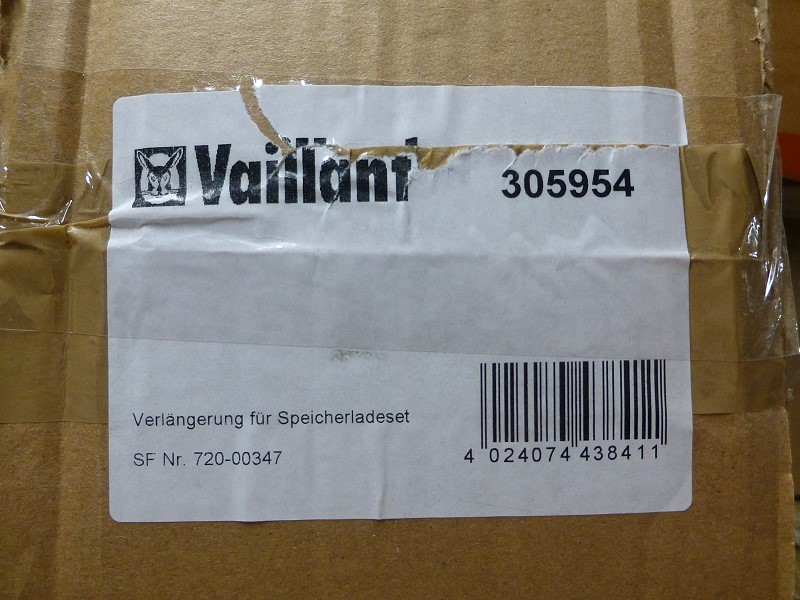 Vaillant 305954
Verlängerung für Speicherladeset
SF Nr. 720-00347
4 024074 438411